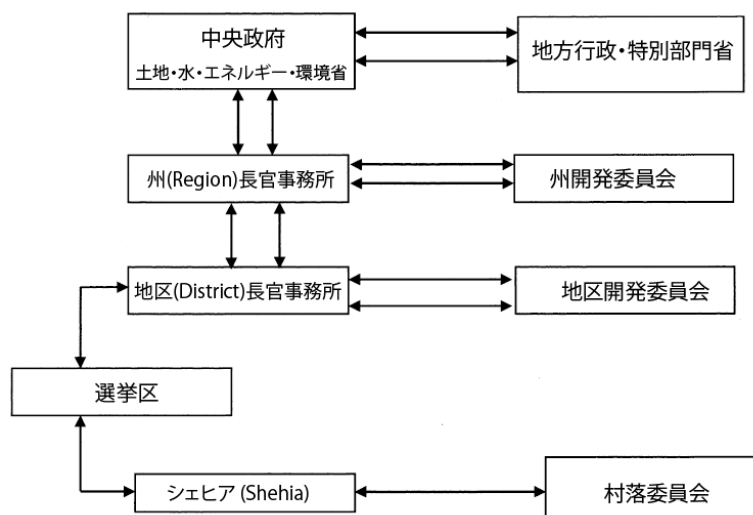 中央政府
土地・水・エネルギー・環境省
地方行政・特別部門省
州(Region)長官事務所
州開発委員会
地区(District)長官事務所
地区開発委員会
選挙区
シェヒア (Shehia)
村落委員会